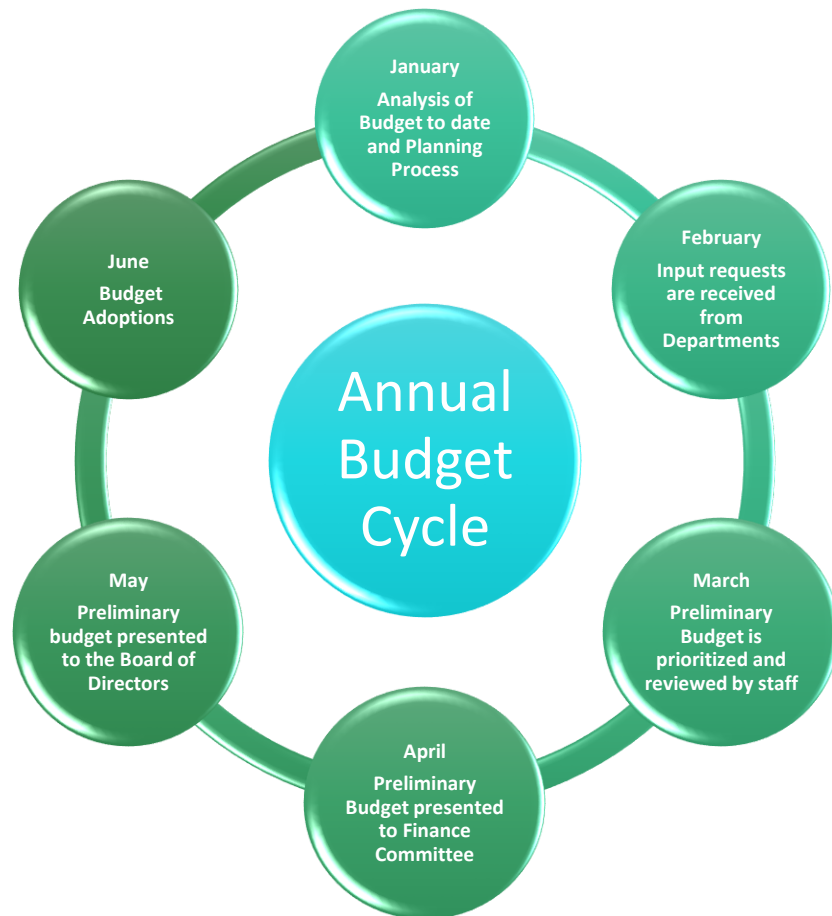 January
Analysis of
Budget to date
and Planning
Process
February
Input requests
are received
from
Departments
March
Preliminary
Budget is
prioritized and
reviewed by staff
April
Preliminary
Budget presented
to Finance
Committee
May
Preliminary
budget presented
to the Board of
Directors
June
Budget
Adoptions
Annual
Budget
Cycle